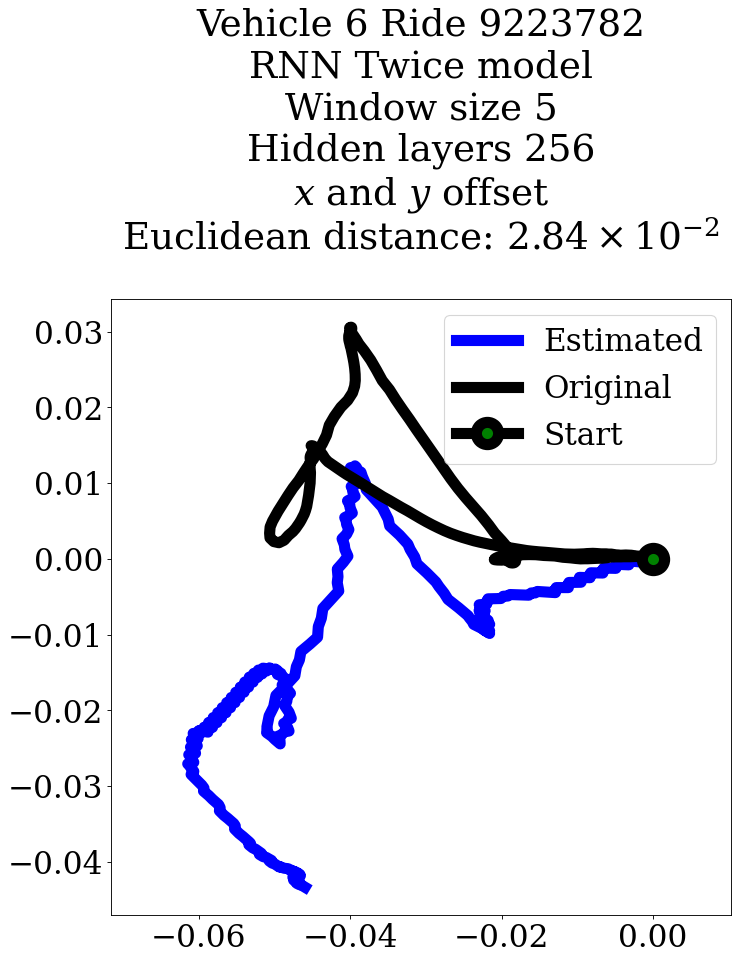 Vehicle 6 Ride 9223782
RNN Twice model
Window size 5
Hidden layers 256
x and y offset
Euclidean distance: 2.84 × 10⁻²
Estimated
Original
Start
0.03
0.02
0.01
0.00
−0.01
−0.02
−0.03
−0.04
−0.06 −0.04 −0.02 0.00